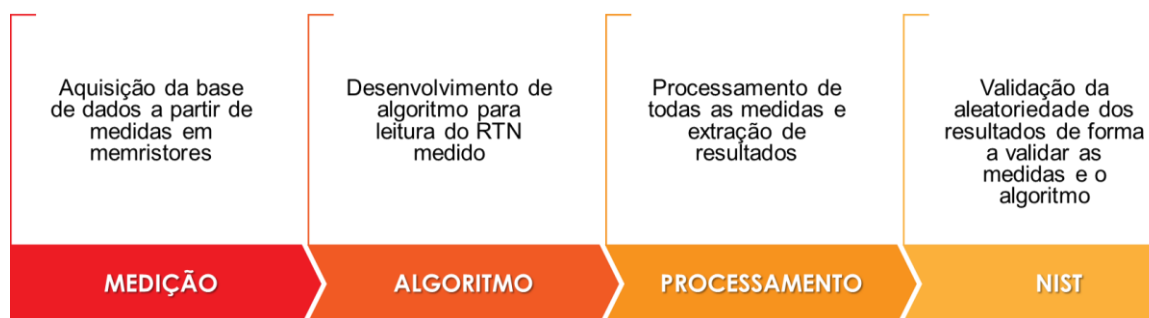 Aquisição da base
de dados a partir de
medidas em
memristores
Desenvolvimento de
algoritmo para
leitura do RTN
medido
Processamento de
todas as medidas e
extração de
resultados
Validação da
aleatoriedade dos
resultados de forma
a validar as
medidas e o
algoritmo
MEDIÇÃO
ALGORITMO
PROCESSAMENTO
NIST